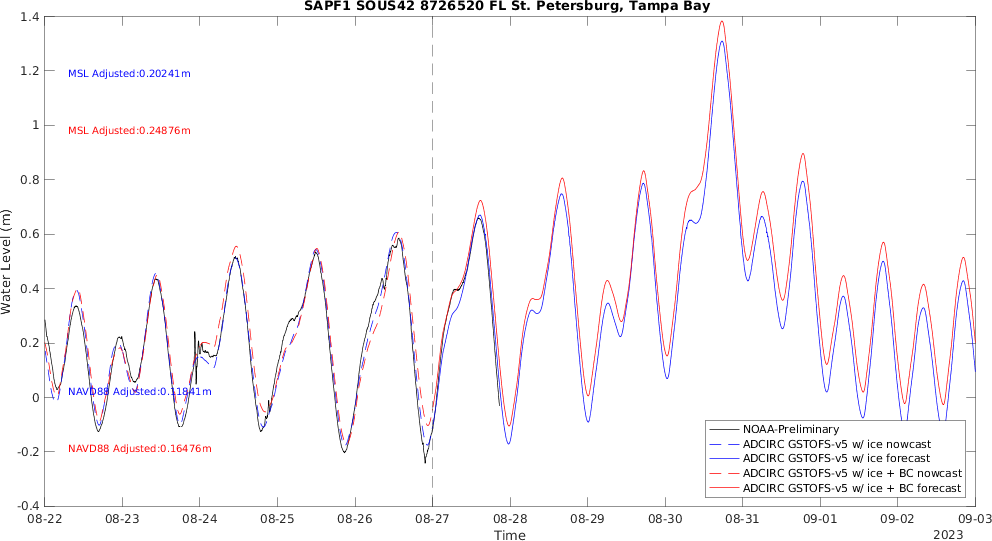 SAPF1 SOUS42 8726520 FL St. Petersburg, Tampa Bay
1.4
1.2
1
0.8
0.6
0.4
0.2
0
-0.2
-0.4
Water Level (m)
MSL Adjusted:0.20241m
MSL Adjusted:0.24876m
NAVD88 Adjusted:0.11841m
NAVD88 Adjusted:0.16476m
NOAA-Preliminary
ADCIRC GSTOFS-v5 w/ ice nowcast
ADCIRC GSTOFS-v5 w/ ice forecast
ADCIRC GSTOFS-v5 w/ ice + BC nowcast
ADCIRC GSTOFS-v5 w/ ice + BC forecast
08-22 08-23 08-24 08-25 08-26 08-27 08-28 08-29 08-30 08-31 09-01 09-02 09-03
Time
2023